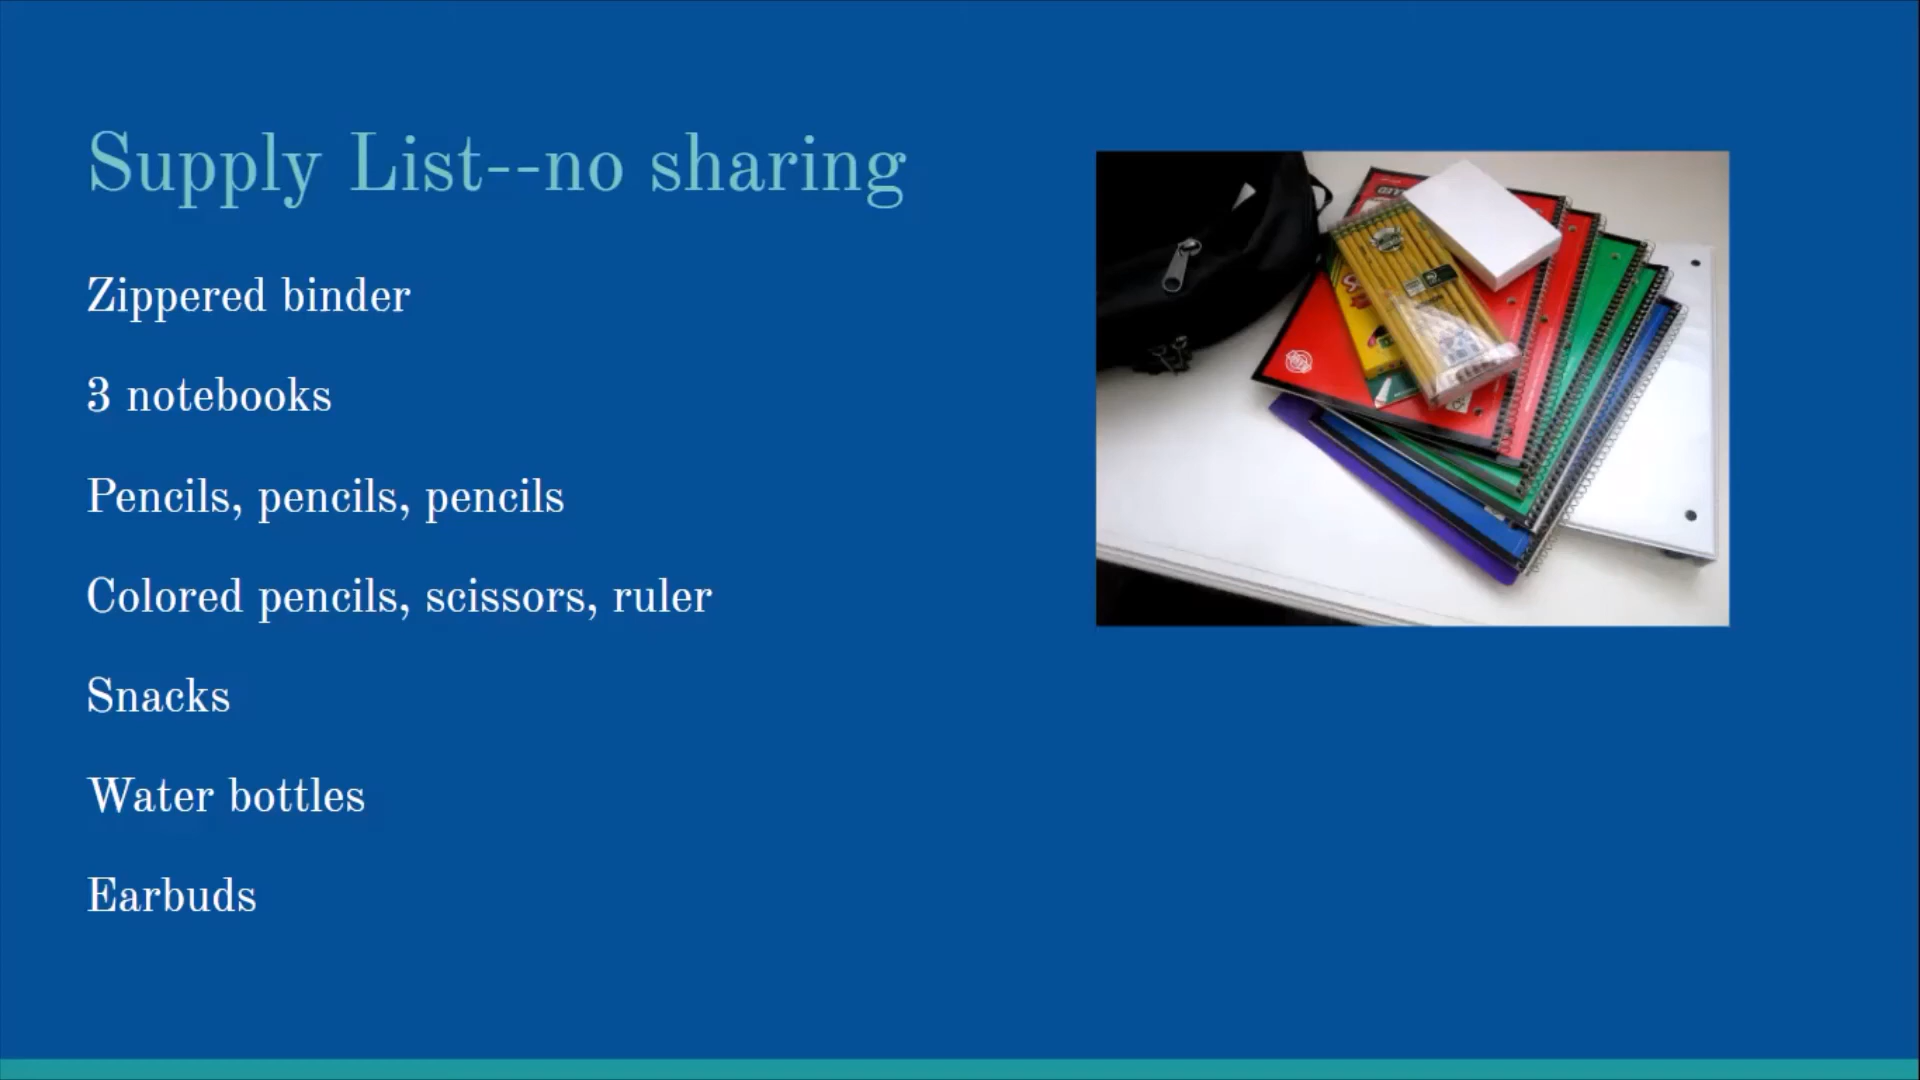 Supply List--no sharing
Zippered binder
3 notebooks
Pencils, pencils, pencils
Colored pencils, scissors, ruler
Snacks
Water bottles
Earbuds